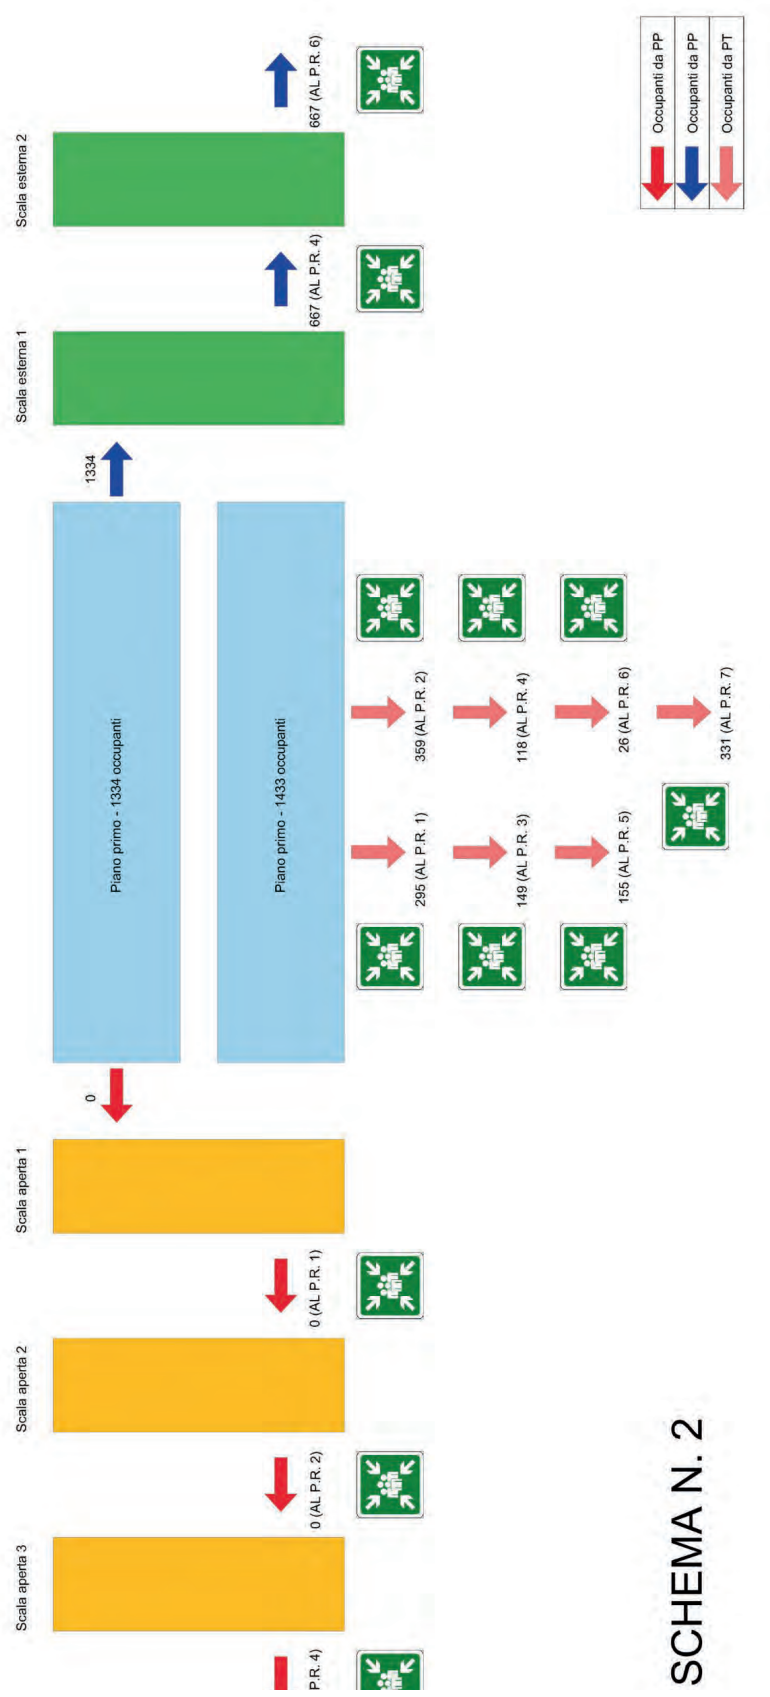 Scala aperta 3
Scala aperta 2
Scala aperta 1
Scala esterna 1
Scala esterna 2
0
1334
Piano primo - 1334 occupanti
Piano primo - 1433 occupanti
P.R. 4)
0 (AL P.R. 2)
0 (AL P.R. 1)
667 (AL P.R. 4)
667 (AL P.R. 6)
295 (AL P.R. 1)
359 (AL P.R. 2)
149 (AL P.R. 3)
118 (AL P.R. 4)
155 (AL P.R. 5)
26 (AL P.R. 6)
331 (AL P.R. 7)
SCHEMA N. 2
Occupanti da PP
Occupanti da PP
Occupanti da PT